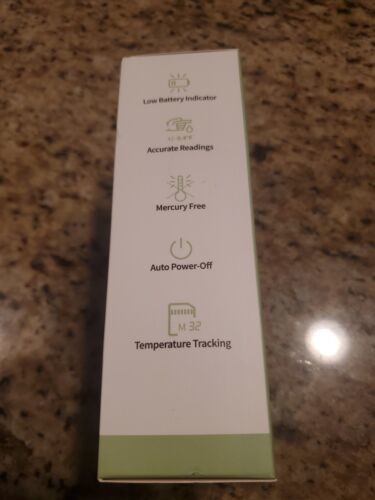 Low Battery Indicator
Accurate Readings
Mercury Free
Auto Power-Off
M 32
Temperature Tracking